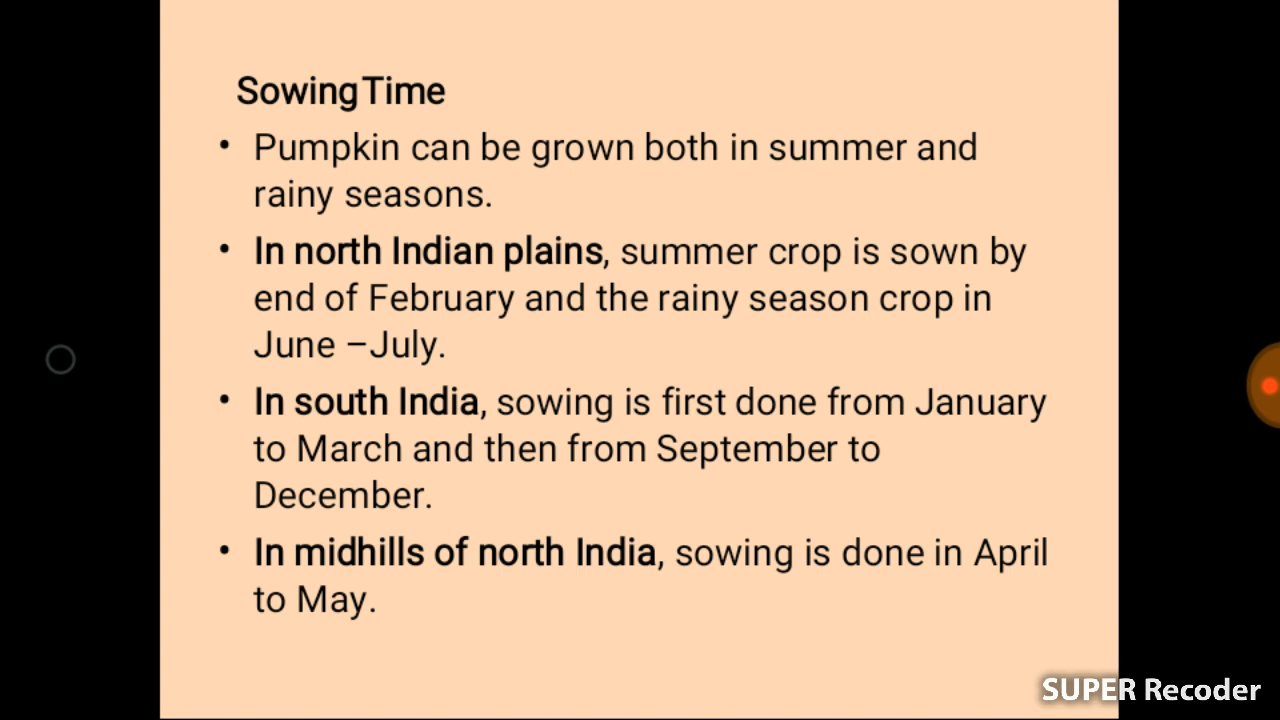 Sowing Time
• Pumpkin can be grown both in summer and
rainy seasons.
• In north Indian plains, summer crop is sown by
end of February and the rainy season crop in
June –July.
• In south India, sowing is first done from January
to March and then from September to
December.
• In midhills of north India, sowing is done in April
to May.
SUPER Recoder